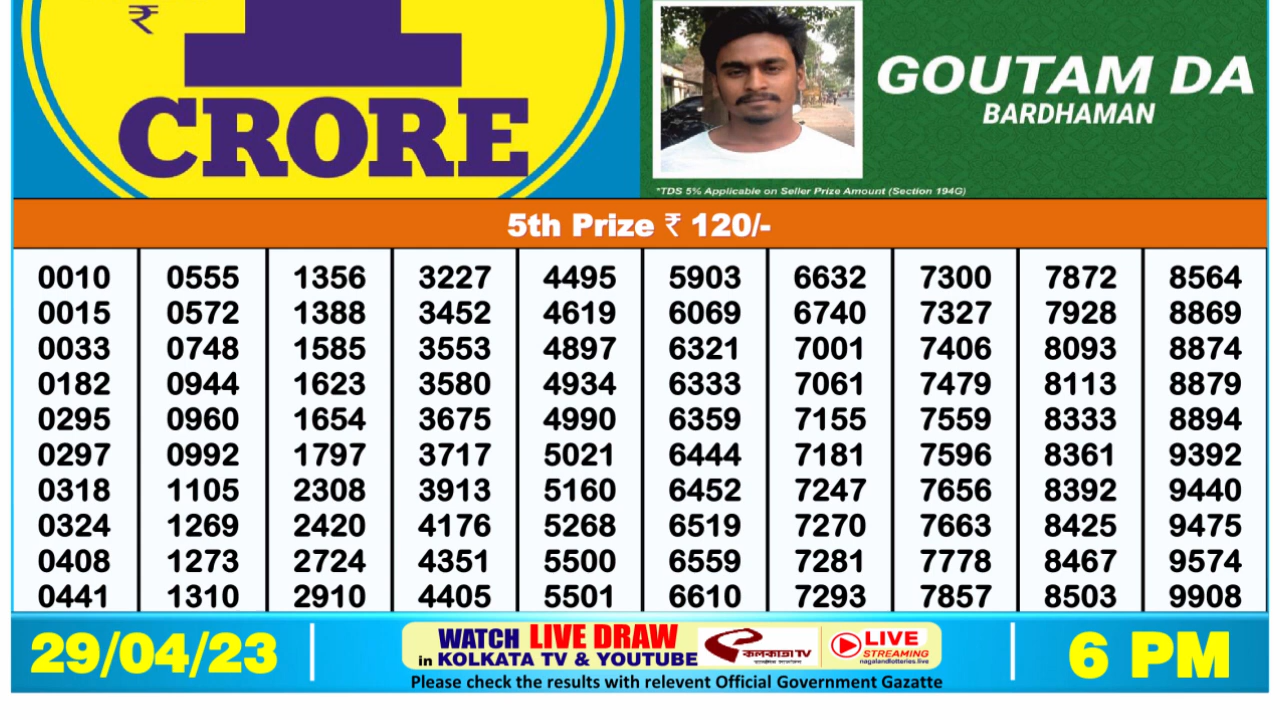 ₹
1
CRORE
GOUTAM DA
BARDHAMAN
*TDS 5% Applicable on Seller Prize Amount (Section 194G)
5th Prize ₹ 120/-
0010 0555 1356 3227 4495 5903 6632 7300 7872 8564
0015 0572 1388 3452 4619 6069 6740 7327 7928 8869
0033 0748 1585 3553 4897 6321 7001 7406 8093 8874
0182 0944 1623 3580 4934 6333 7061 7479 8113 8879
0295 0960 1654 3675 4990 6359 7155 7559 8333 8894
0297 0992 1797 3717 5021 6444 7181 7596 8361 9392
0318 1105 2308 3913 5160 6452 7247 7656 8392 9440
0324 1269 2420 4176 5268 6519 7270 7663 8425 9475
0408 1273 2724 4351 5500 6559 7281 7778 8467 9574
0441 1310 2910 4405 5501 6610 7293 7857 8503 9908
29/04/23
WATCH LIVE DRAW
in KOLKATA TV & YOUTUBE
কলকাতা TV
LIVE
STREAMING
nagalandlotteries.live
6 PM
Please check the results with relevent Official Government Gazatte